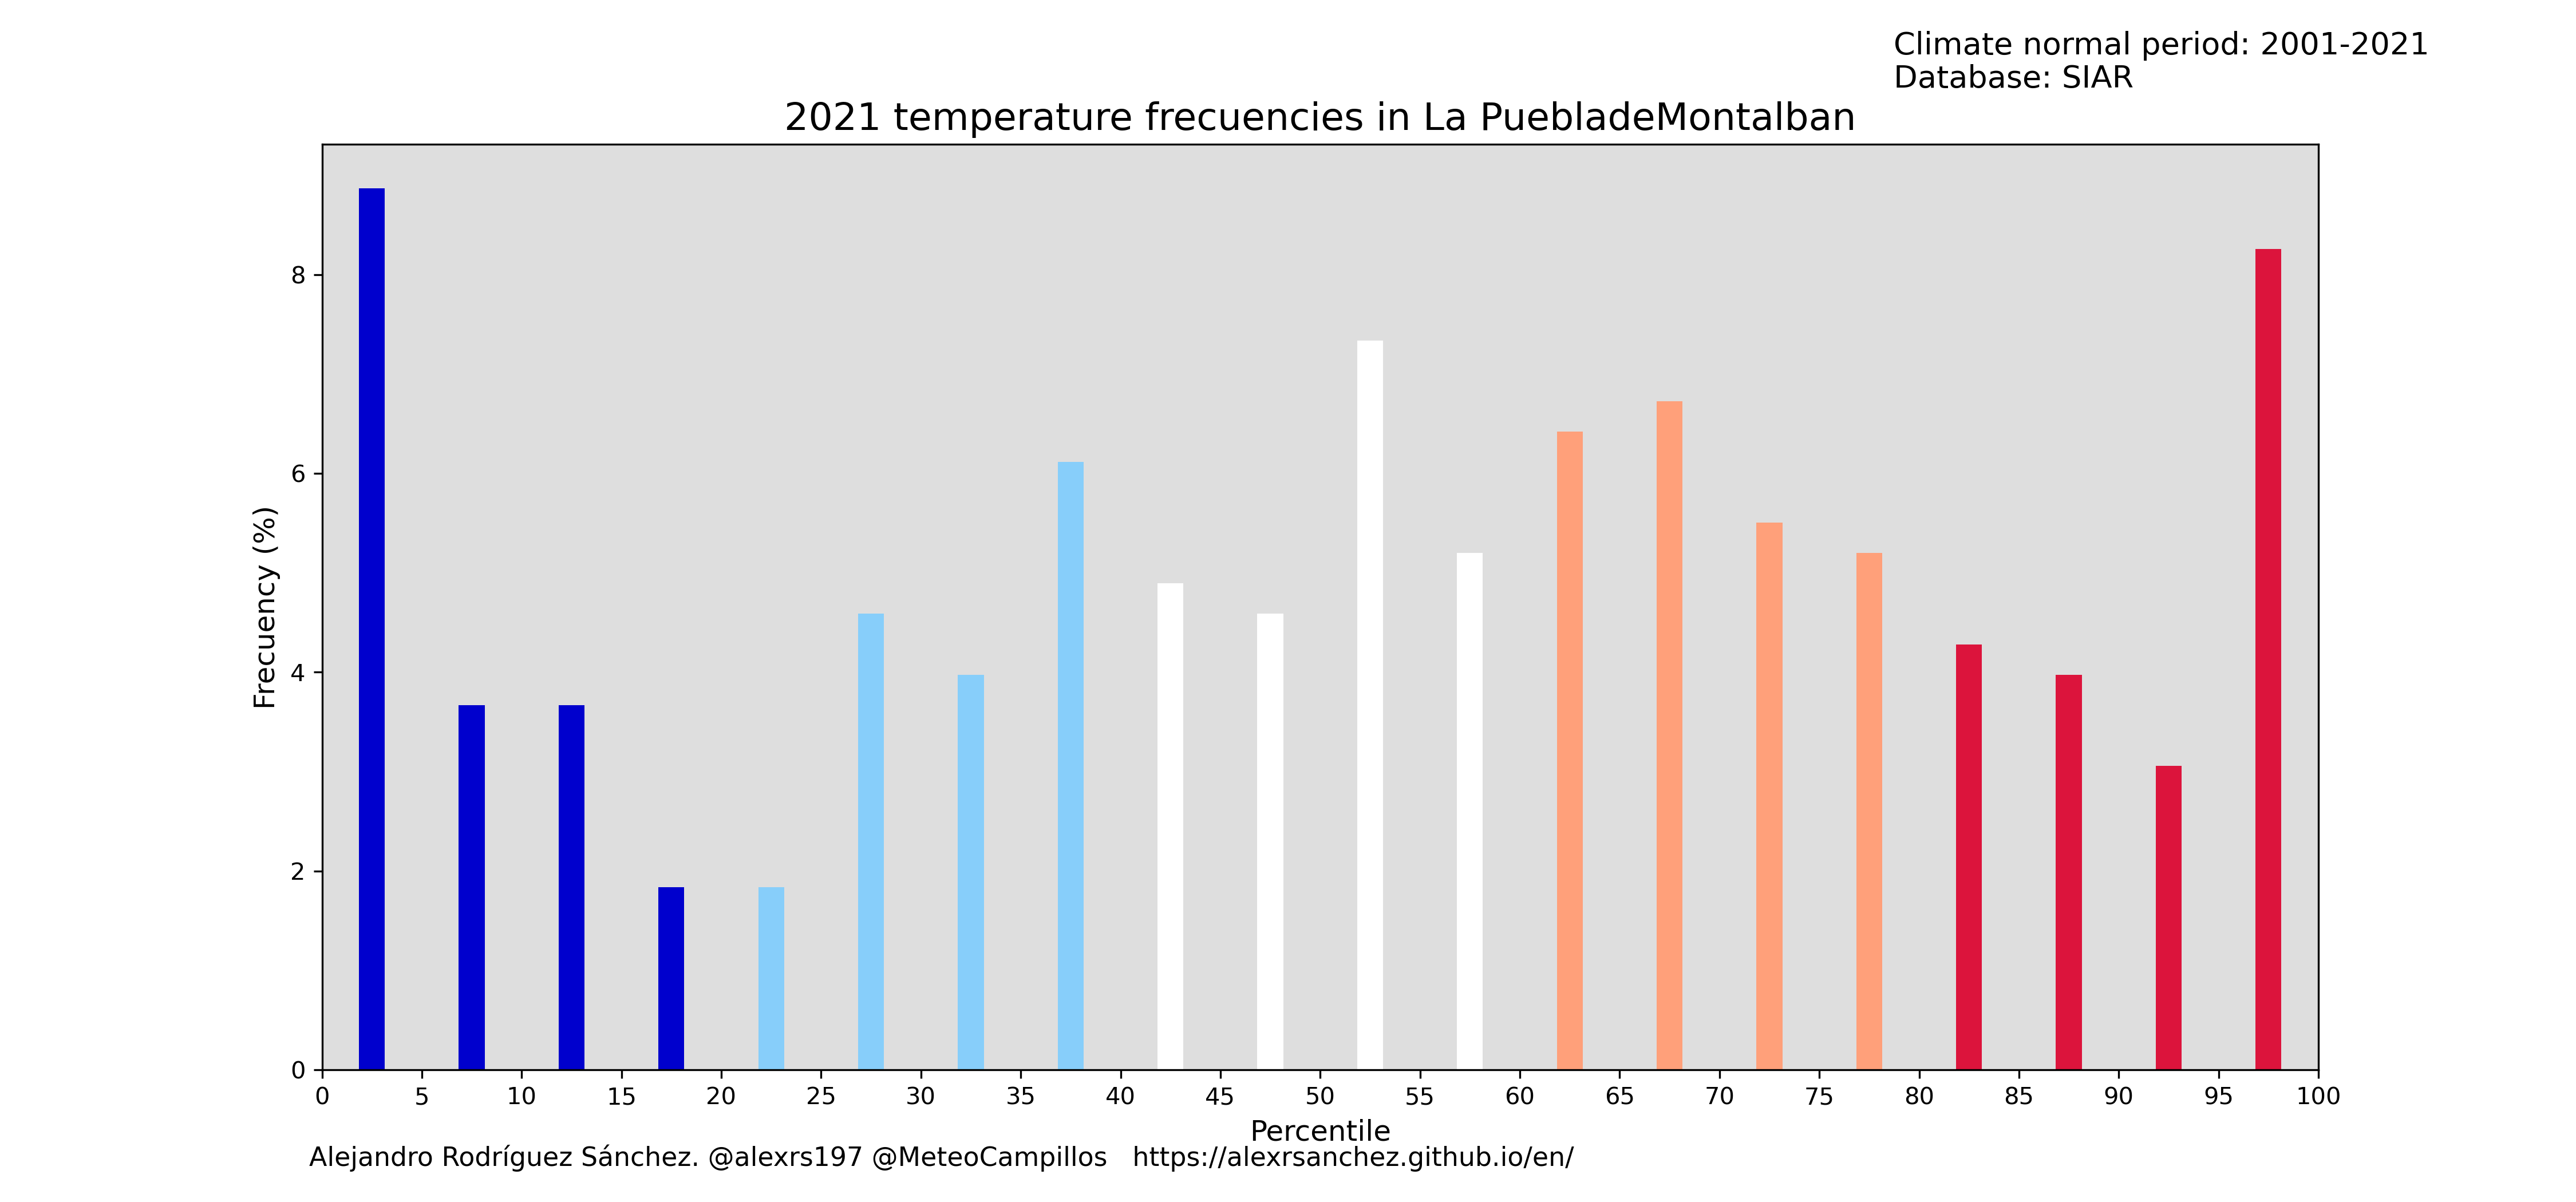 Climate normal period: 2001-2021
Database: SIAR
2021 temperature frecuencies in La PuebladeMontalban
8
6
4
2
0
Frecuency (%)
0 5 10 15 20 25 30 35 40 45 50 55 60 65 70 75 80 85 90 95 100
Percentile
Alejandro Rodríguez Sánchez. @alexrs197 @MeteoCampillos https://alexrsanchez.github.io/en/